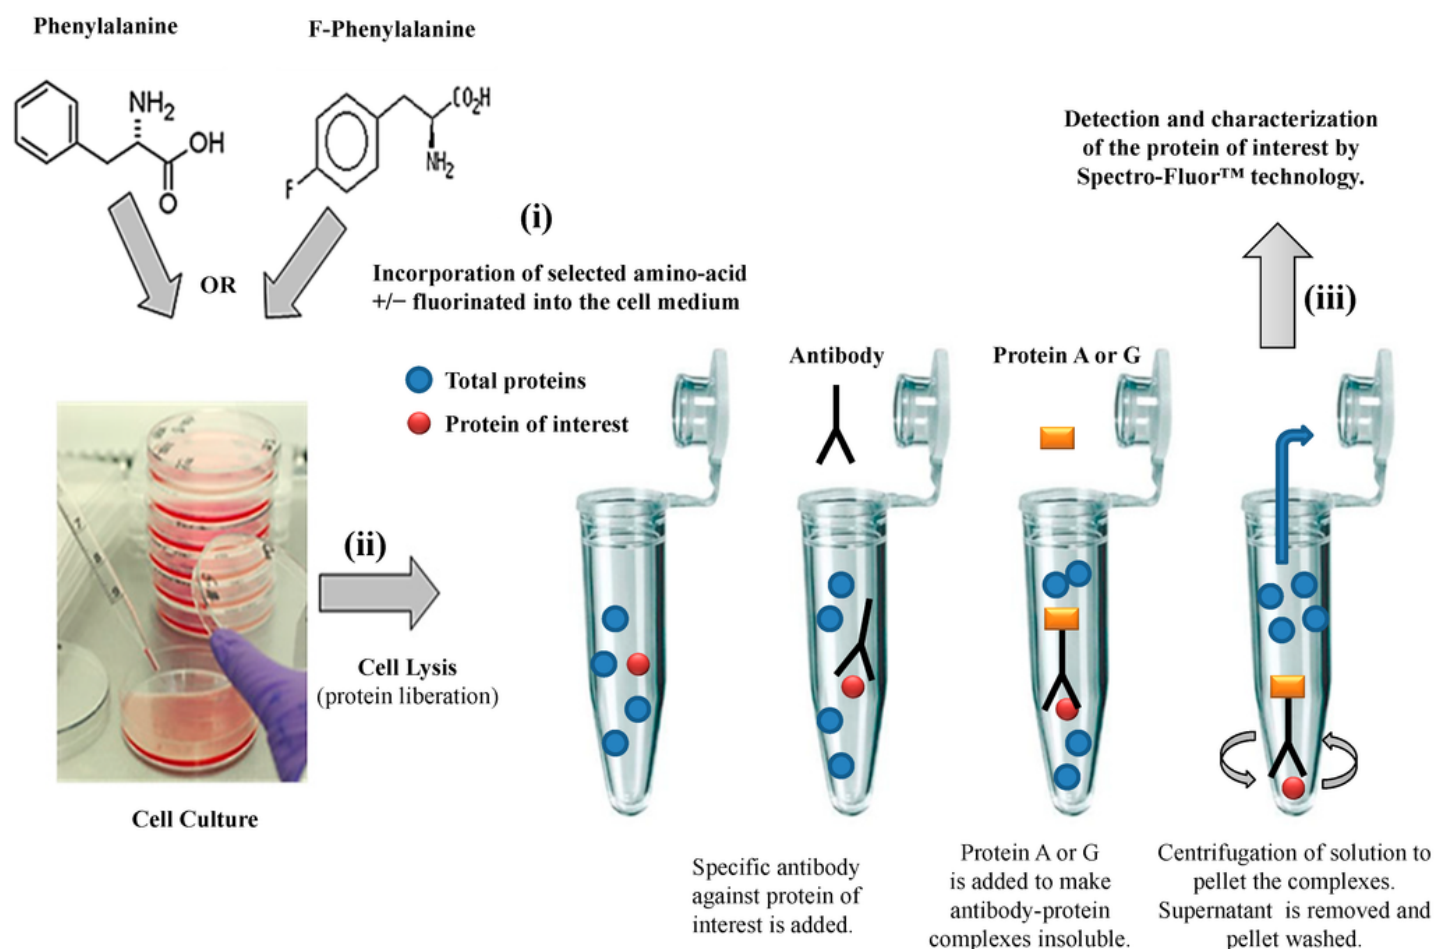 Phenylalanine
F-Phenylalanine
NH2
OH
O
CO2H
NH2
F
OR
(i)
Incorporation of selected amino-acid
+/− fluorinated into the cell medium
Detection and characterization
of the protein of interest by
Spectro-Fluor™ technology.
(iii)
Total proteins
Protein of interest
Antibody
Protein A or G
(ii)
Cell Lysis
(protein liberation)
Cell Culture
Specific antibody
against protein of
interest is added.
Protein A or G
is added to make
antibody-protein
complexes insoluble.
Centrifugation of solution to
pellet the complexes.
Supernatant is removed and
pellet washed.